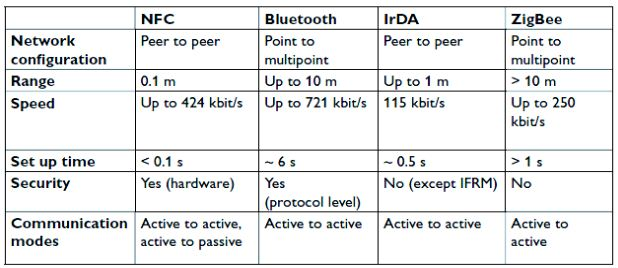 NFC Bluetooth IrDA ZigBee
Network configuration Peer to peer Point to multipoint Peer to peer Point to multipoint
Range 0.1 m Up to 10 m Up to 1 m > 10 m
Speed Up to 424 kbit/s Up to 721 kbit/s 115 kbit/s Up to 250 kbit/s
Set up time < 0.1 s ~ 6 s ~ 0.5 s > 1 s
Security Yes (hardware) Yes (protocol level) No (except IFRM) No
Communication modes Active to active, active to passive Active to active Active to active Active to active